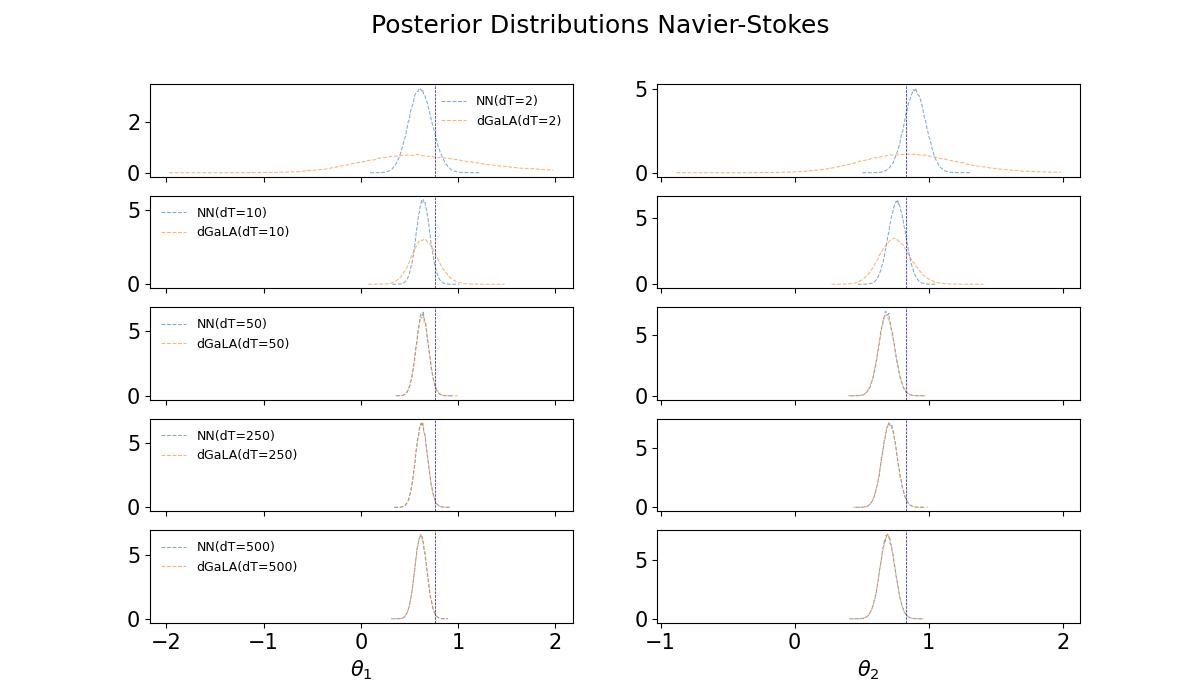 Posterior Distributions Navier-Stokes
2
0
NN(dT=2)
dGaLA(dT=2)
5
0
5
0
NN(dT=10)
dGaLA(dT=10)
5
0
5
0
NN(dT=50)
dGaLA(dT=50)
5
0
5
0
NN(dT=250)
dGaLA(dT=250)
5
0
5
0
NN(dT=500)
dGaLA(dT=500)
5
0
−2 −1 0 1 2
−1 0 1 2
θ₁
θ₂